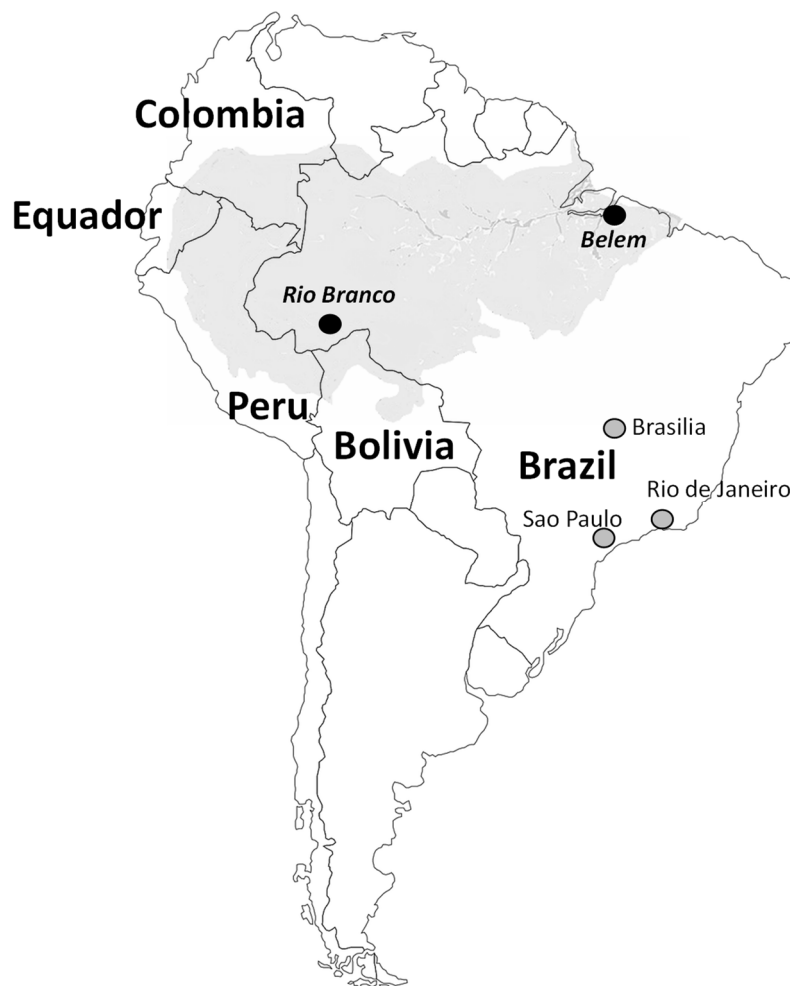 Colombia
Equador
Belem
Rio Branco
Peru
Bolivia
Brasilia
Brazil
Rio de Janeiro
Sao Paulo